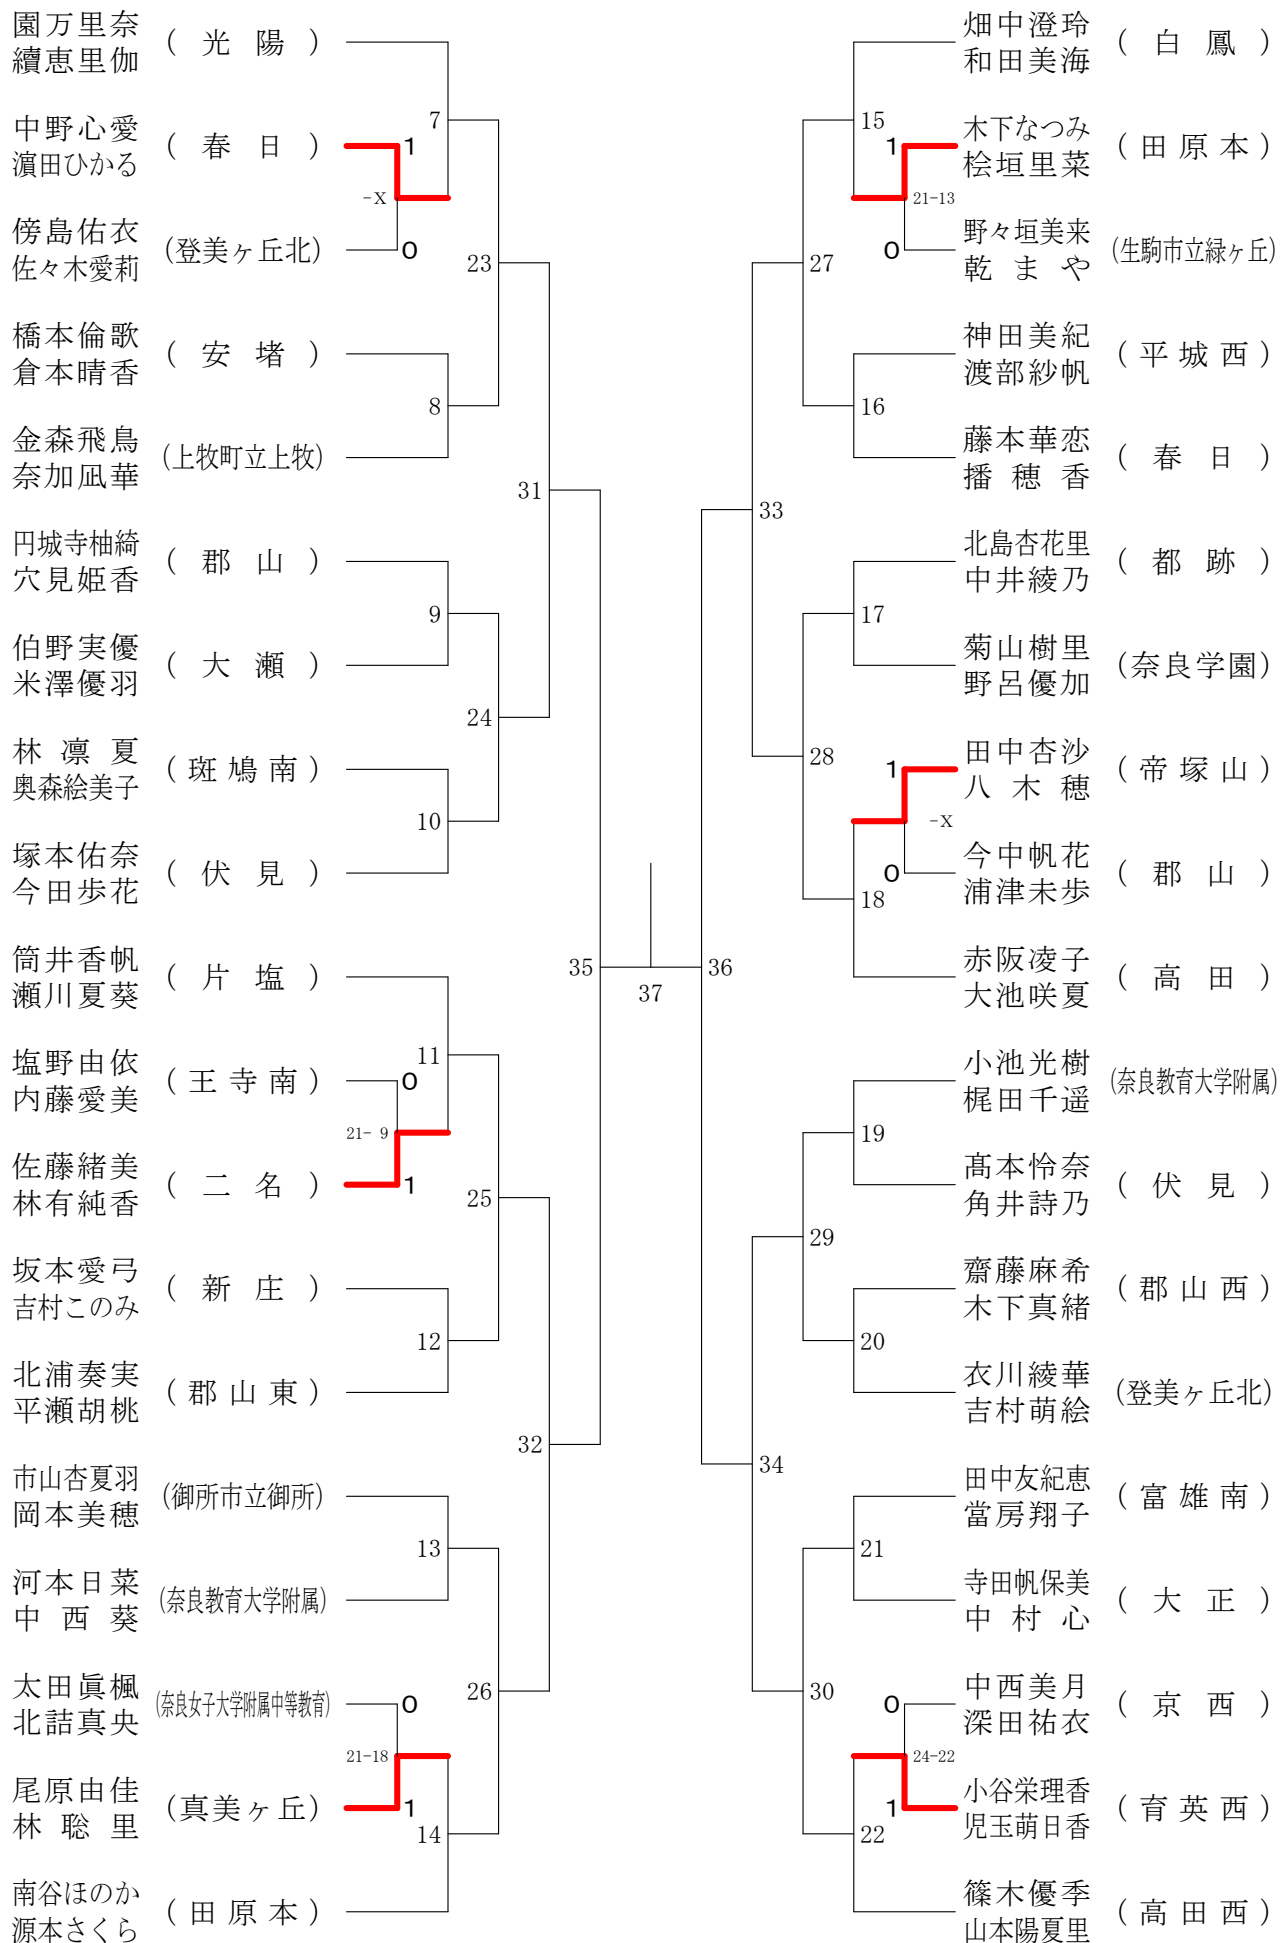 園万里奈
續恵里伽
( 光 陽 )
中野心愛
濵田ひかる
( 春 日 )
傍島佑衣
佐々木愛莉
(登美ヶ丘北)
橋本倫歌
倉本晴香
( 安 堵 )
金森飛鳥
奈加凪華
(上牧町立上牧)
円城寺柚綺
穴見姫香
( 郡 山 )
伯野実優
米澤優羽
( 大 瀬 )
林 凛 夏
奥森絵美子
( 斑 鳩 南 )
塚本佑奈
今田歩花
( 伏 見 )
筒井香帆
瀬川夏葵
( 片 塩 )
塩野由依
内藤愛美
( 王 寺 南 )
佐藤緒美
林有純香
( 二 名 )
坂本愛弓
吉村このみ
( 新 庄 )
北浦奏実
平瀬胡桃
( 郡 山 東 )
市山杏夏羽
岡本美穂
(御所市立御所)
河本日菜
中 西 葵
(奈良教育大学附属)
太田眞楓
北詰真央
(奈良女子大学附属中等教育)
尾原由佳
林 聡 里
(真美ヶ丘)
南谷ほのか
源本さくら
( 田 原 本 )
1
-X
0
0
21- 9
1
0
21-18
1
7
8
9
10
11
12
13
14
23
24
25
26
31
32
35
37
36
33
34
27
28
29
30
15
16
17
18
19
20
21
22
1
21-13
0
1
-X
0
0
24-22
1
畑中澄玲
和田美海
( 白 鳳 )
木下なつみ
桧垣里菜
( 田 原 本 )
野々垣美来
乾 ま や
(生駒市立緑ヶ丘)
神田美紀
渡部紗帆
( 平 城 西 )
藤本華恋
播 穂 香
( 春 日 )
北島杏花里
中井綾乃
( 都 跡 )
菊山樹里
野呂優加
(奈良学園)
田中杏沙
八 木 穂
( 帝 塚 山 )
今中帆花
浦津未歩
( 郡 山 )
赤阪凌子
大池咲夏
( 高 田 )
小池光樹
梶田千遥
(奈良教育大学附属)
髙本怜奈
角井詩乃
( 伏 見 )
齋藤麻希
木下真緒
( 郡 山 西 )
衣川綾華
吉村萌絵
(登美ヶ丘北)
田中友紀恵
當房翔子
( 富 雄 南 )
寺田帆保美
中 村 心
( 大 正 )
中西美月
深田祐衣
( 京 西 )
小谷栄理香
児玉萌日香
( 育 英 西 )
篠木優季
山本陽夏里
( 高 田 西 )